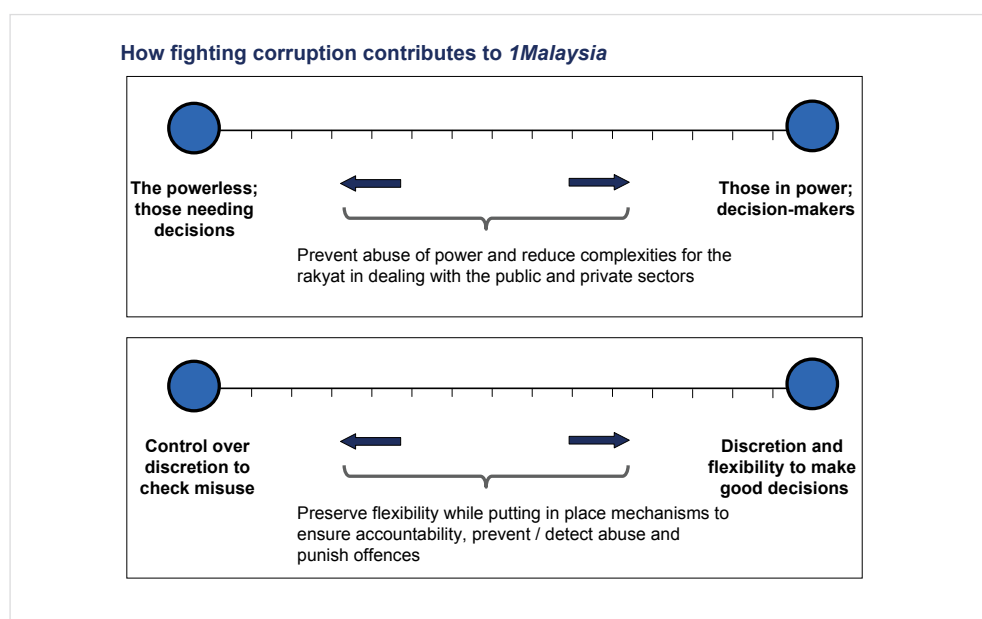 How fighting corruption contributes to 1Malaysia
The powerless;
those needing
decisions
Those in power;
decision-makers
Prevent abuse of power and reduce complexities for the
rakyat in dealing with the public and private sectors
Control over
discretion to
check misuse
Discretion and
flexibility to make
good decisions
Preserve flexibility while putting in place mechanisms to
ensure accountability, prevent / detect abuse and
punish offences